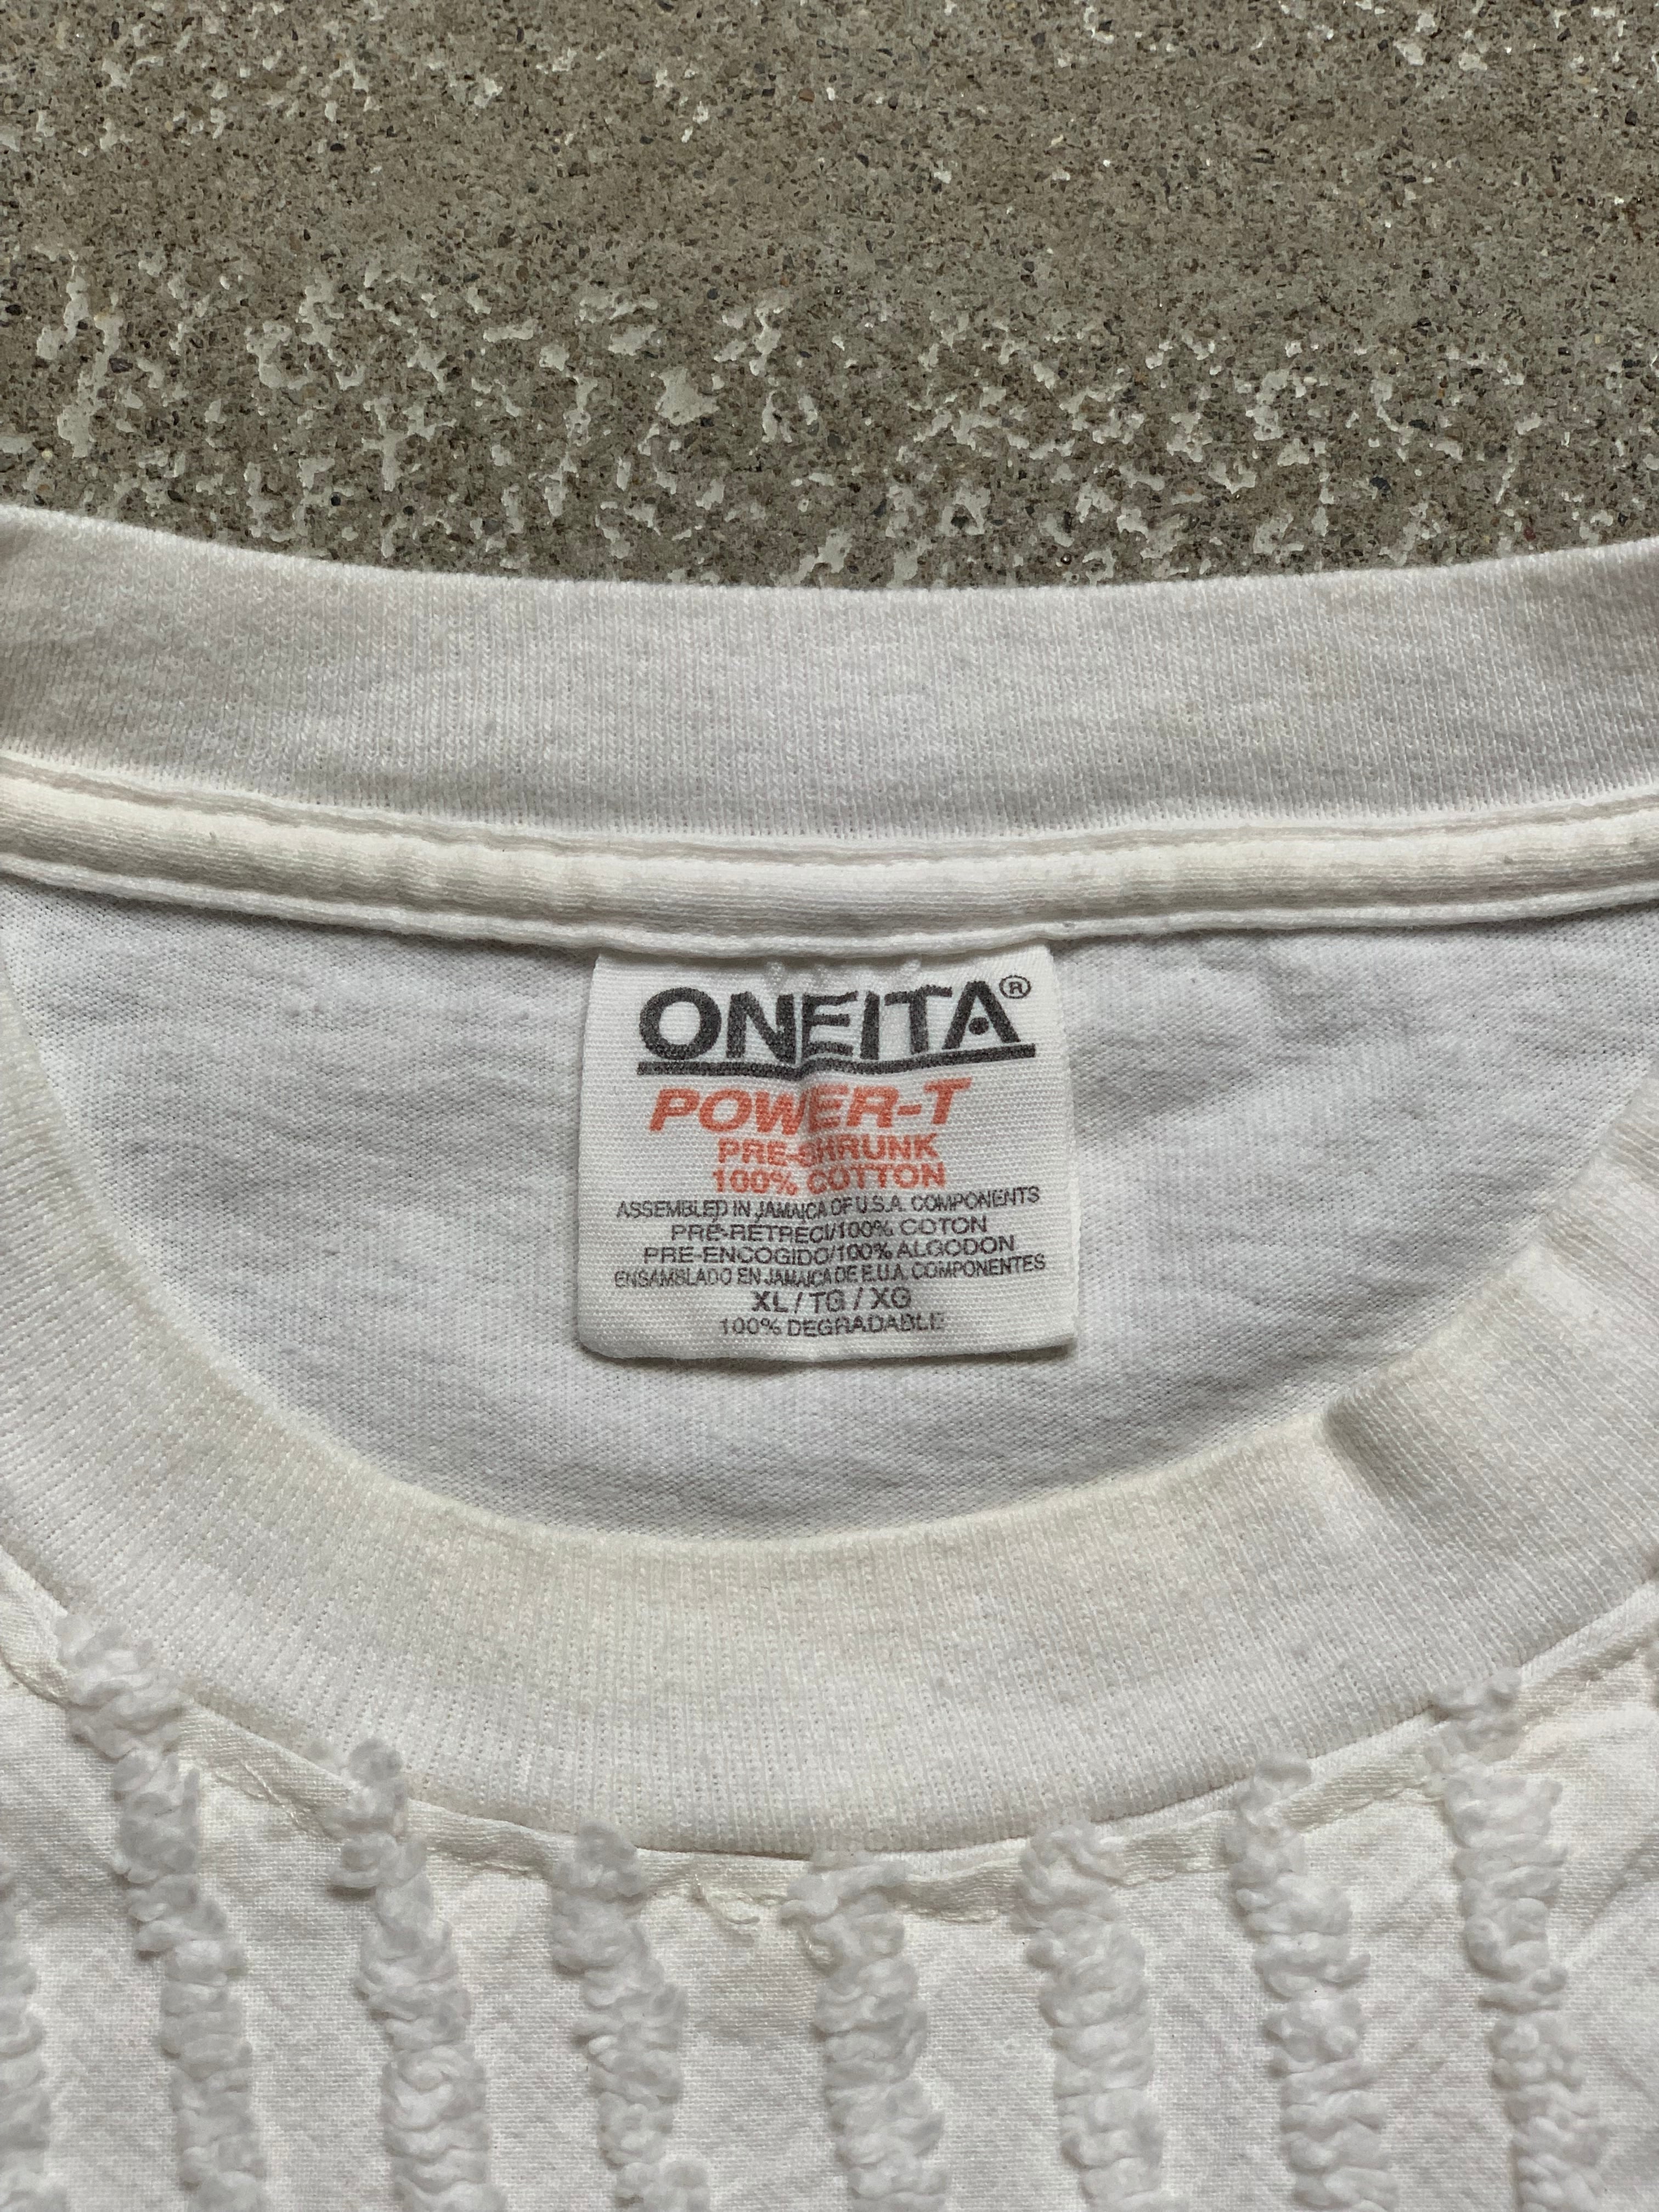 ONEITA®
POWER-T
PRE-SHRUNK
100% COTTON
ASSEMBLED IN JAMAICA OF U.S.A. COMPONENTS
PRÉ-RÉTRÉCI/100% COTON
PRE-ENCOGIDO/100% ALGODON
ENSAMBLADO EN JAMAICA DE E.U.A. COMPONENTES
XL / TG / XG
100% DEGRADABLE